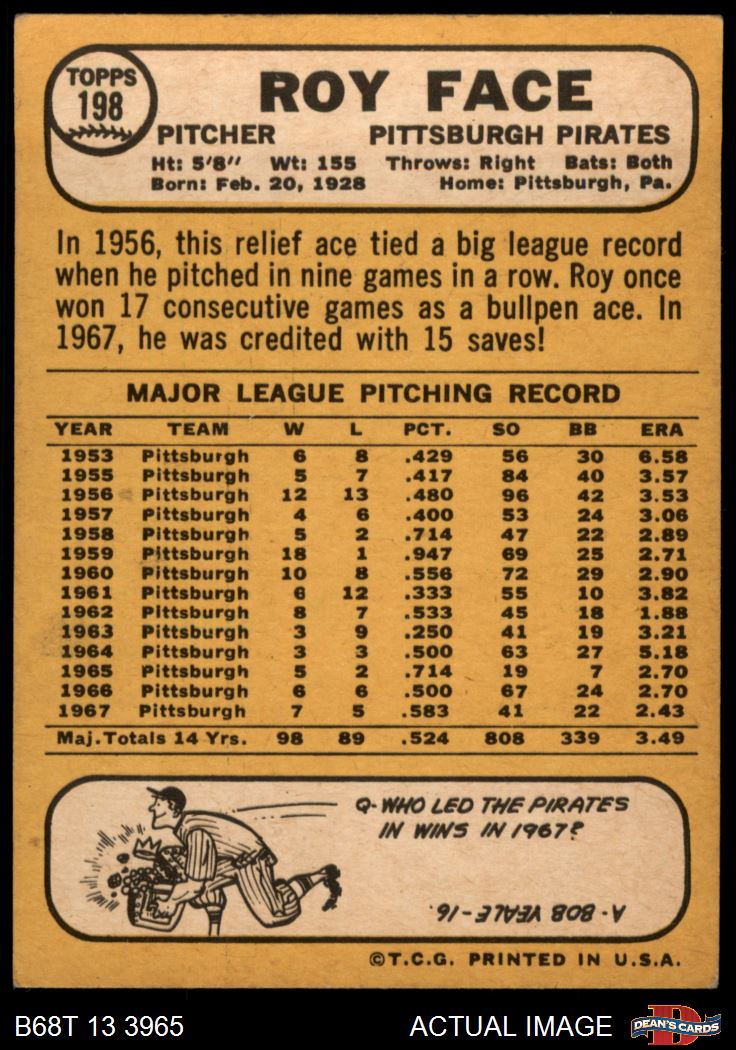 TOPPS
198
ROY FACE
PITCHER PITTSBURGH PIRATES
Ht: 5'8" Wt: 155 Throws: Right Bats: Both
Born: Feb. 20, 1928 Home: Pittsburgh, Pa.
In 1956, this relief ace tied a big league record
when he pitched in nine games in a row. Roy once
won 17 consecutive games as a bullpen ace. In
1967, he was credited with 15 saves!
MAJOR LEAGUE PITCHING RECORD
YEAR TEAM W L PCT. SO BB ERA
1953 Pittsburgh 6 8 .429 56 30 6.58
1955 Pittsburgh 5 7 .417 84 40 3.57
1956 Pittsburgh 12 13 .480 96 42 3.53
1957 Pittsburgh 4 6 .400 53 24 3.06
1958 Pittsburgh 5 2 .714 47 22 2.89
1959 Pittsburgh 18 1 .947 69 25 2.71
1960 Pittsburgh 10 8 .556 72 29 2.90
1961 Pittsburgh 6 12 .333 55 10 3.82
1962 Pittsburgh 8 7 .533 45 18 1.88
1963 Pittsburgh 3 9 .250 41 19 3.21
1964 Pittsburgh 3 3 .500 63 27 5.18
1965 Pittsburgh 5 2 .714 19 7 2.70
1966 Pittsburgh 6 6 .500 67 24 2.70
1967 Pittsburgh 7 5 .583 41 22 2.43
Maj.Totals 14 Yrs. 98 89 .524 808 339 3.49
Q-WHO LED THE PIRATES
IN WINS IN 1967?
A-BOB VEALE-16
©T.C.G. PRINTED IN U.S.A.
B68T 13 3965 ACTUAL IMAGE DEAN'S CARDS